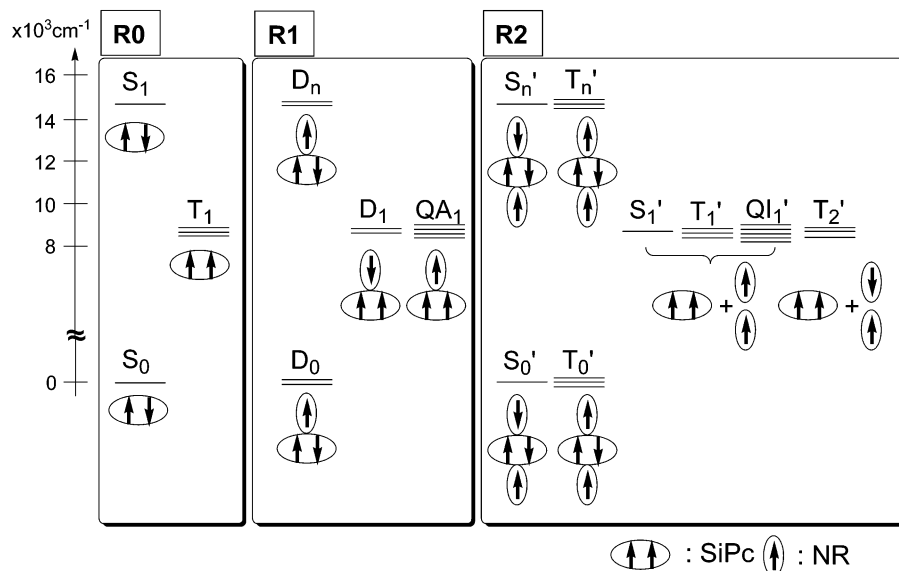 x10³cm⁻¹
R0
R1
R2
16
14
12
10
8
0
S₁
T₁
S₀
Dₙ
D₁ QA₁
D₀
Sₙ' Tₙ'
S₁' T₁' QI₁' T₂'
+ +
S₀' T₀'
: SiPc : NR